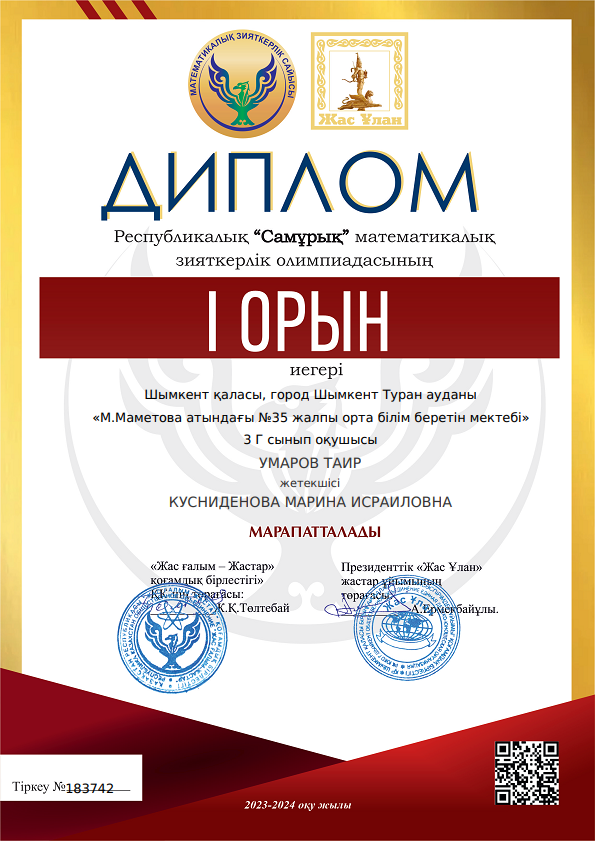 МАТЕМАТИКАЛЫҚ ЗИЯТКЕРЛІК САЙЫСЫ
Жас Ұлан
ДИПЛОМ
Республикалық “Самұрық” математикалық
зияткерлік олимпиадасының
І ОРЫН
иегері
Шымкент қаласы, город Шымкент Туран ауданы
«М.Маметова атындағы №35 жалпы орта білім беретін мектебі»
3 Г сынып оқушысы
УМАРОВ ТАИР
жетекшісі
КУСНИДЕНОВА МАРИНА ИСРАИЛОВНА
МАРАПАТТАЛАДЫ
«Жас ғалым – Жастар»
қоғамдық бірлестігі»
төрағасы:
Ж.Қ.Төлтебай
Президенттік «Жас Ұлан»
жастар ұйымының
төрағасы:
А.Ермекбайұлы.
Жас Ұлан
Тіркеу №183742
2023-2024 оқу жылы